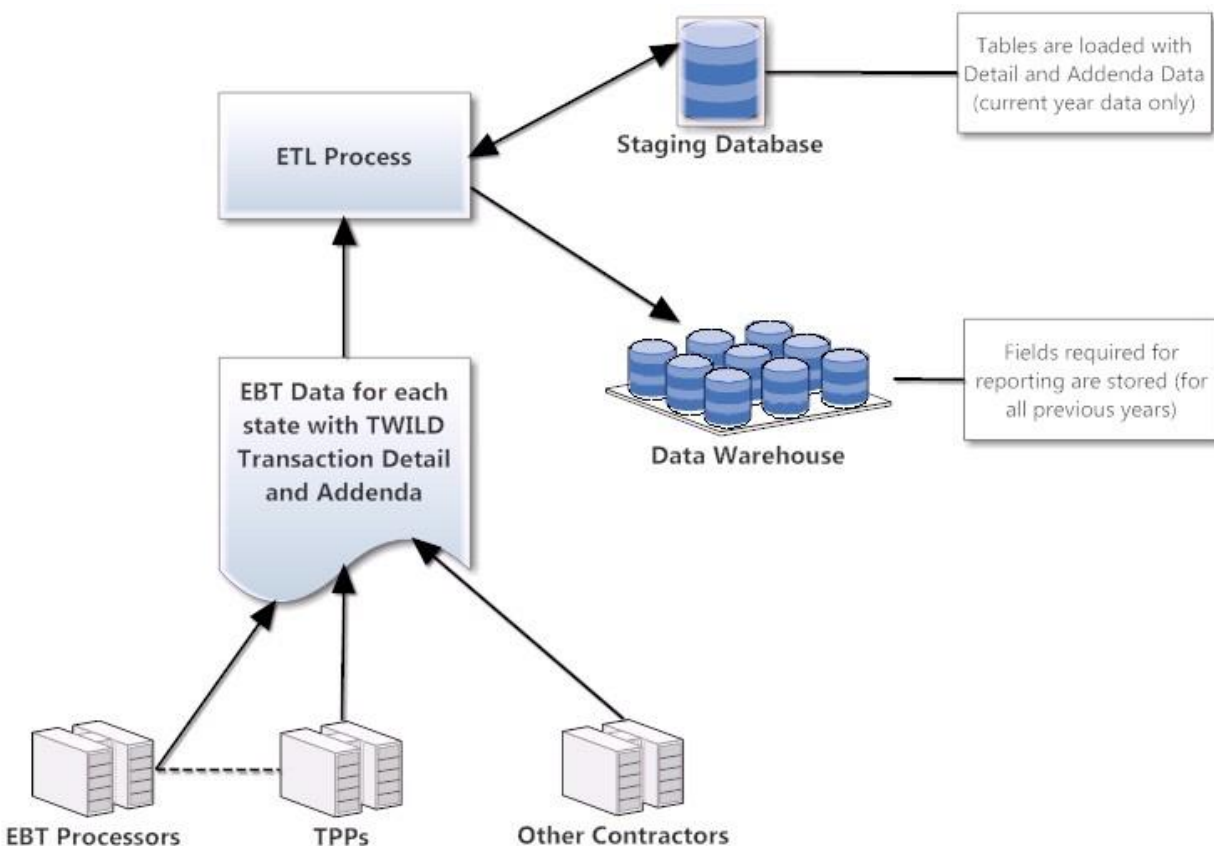 Tables are loaded with
Detail and Addenda Data
(current year data only)
Staging Database
ETL Process
Fields required for
reporting are stored (for
all previous years)
Data Warehouse
EBT Data for each
state with TWILD
Transaction Detail
and Addenda
EBT Processors
TPPs
Other Contractors